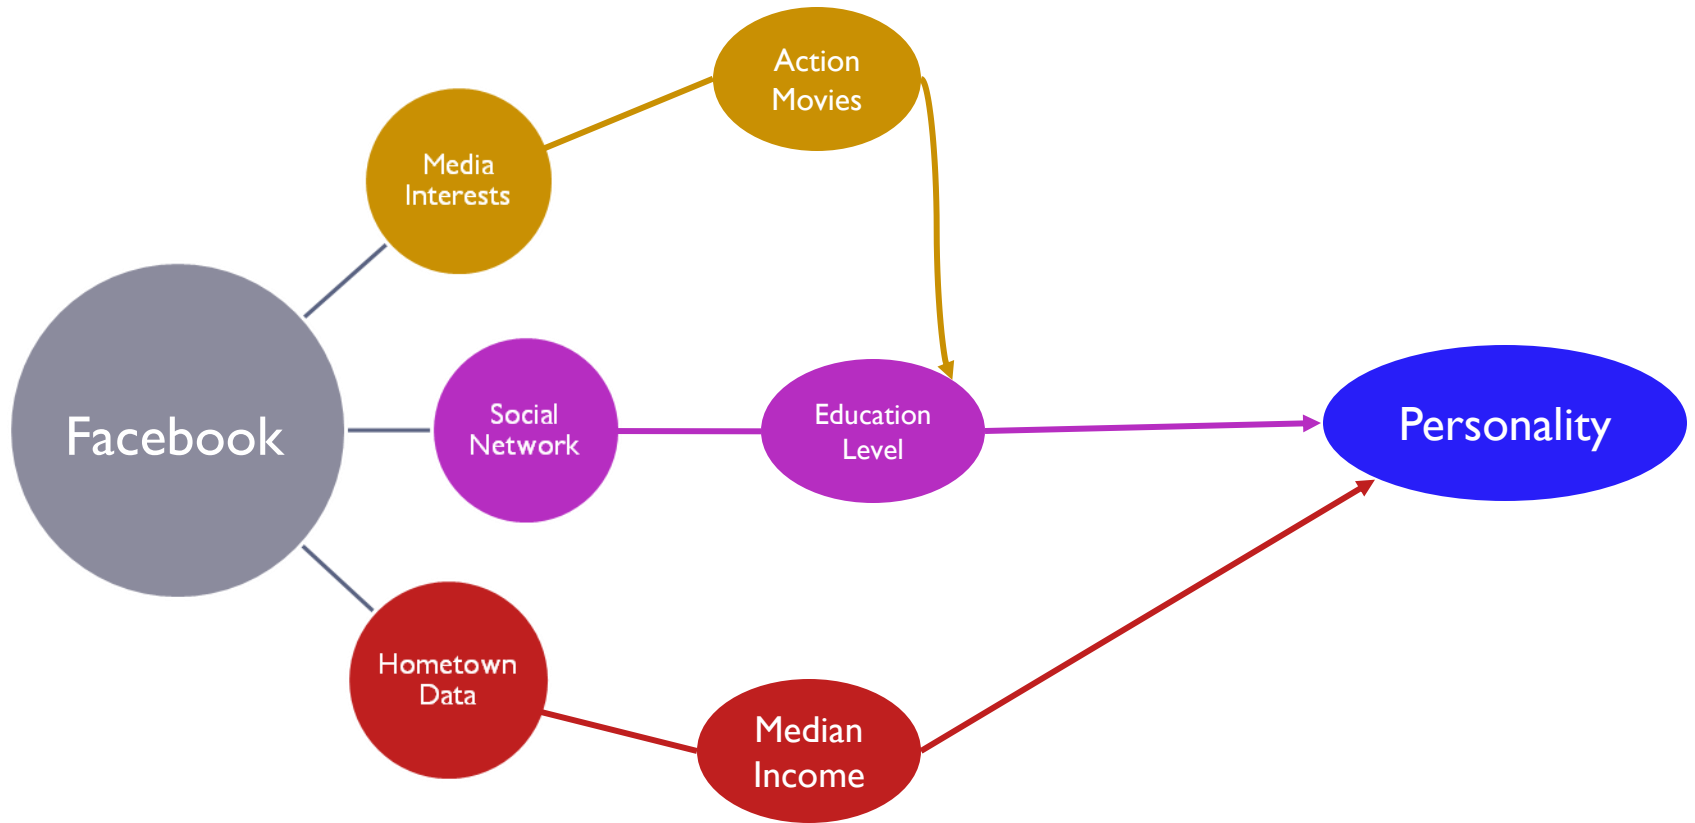 Action
Movies
Media
Interests
Facebook
Social
Network
Education
Level
Personality
Hometown
Data
Median
Income